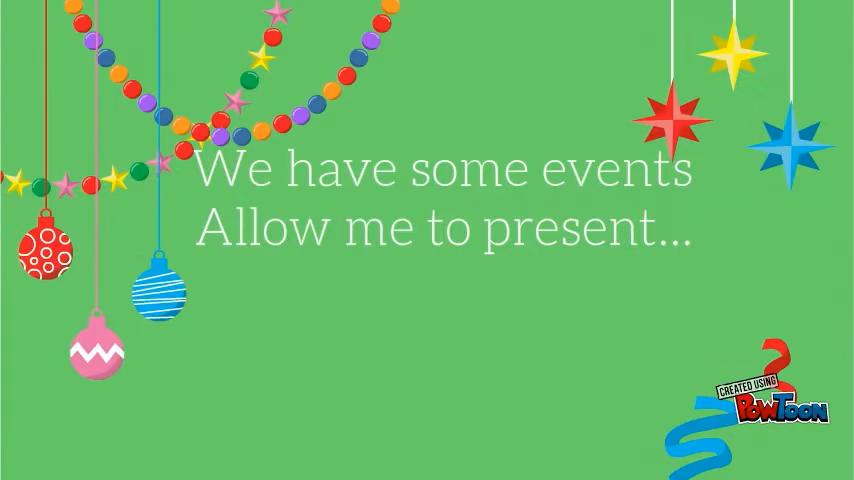 We have some events
Allow me to present...
CREATED USING
PowToon